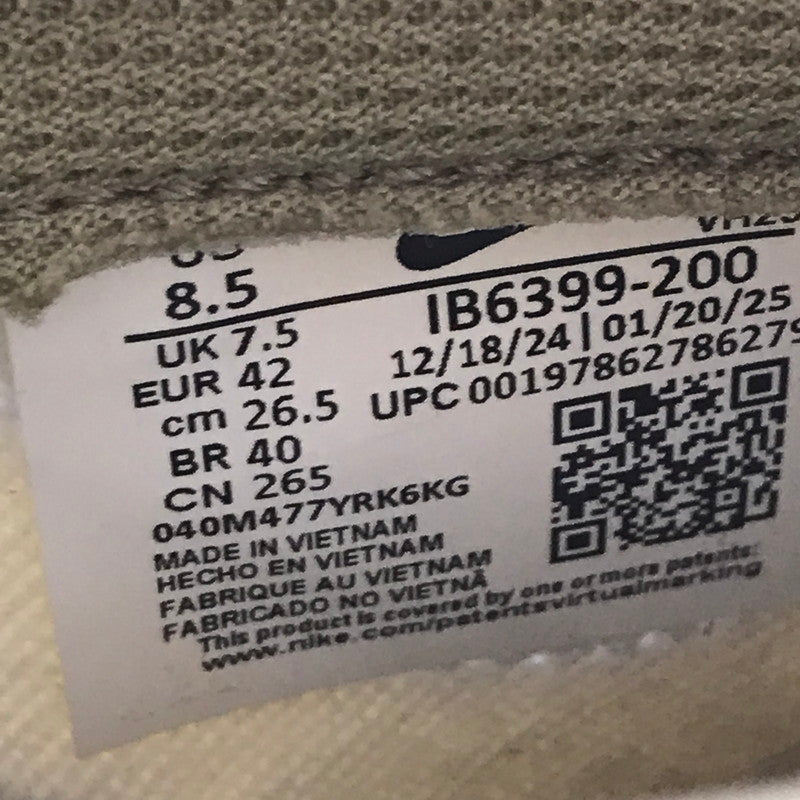 US
8.5
IB6399-200
UK 7.5
12/18/24 | 01/20/25
EUR 42
UPC 00197862786279
cm 26.5
BR 40
CN 265
040M477YRK6KG
MADE IN VIETNAM
HECHO EN VIETNAM
FABRIQUE AU VIETNAM
FABRICADO NO VIETNÃ
This product is covered by one or more patents:
www.nike.com/patentsvirtualmarking